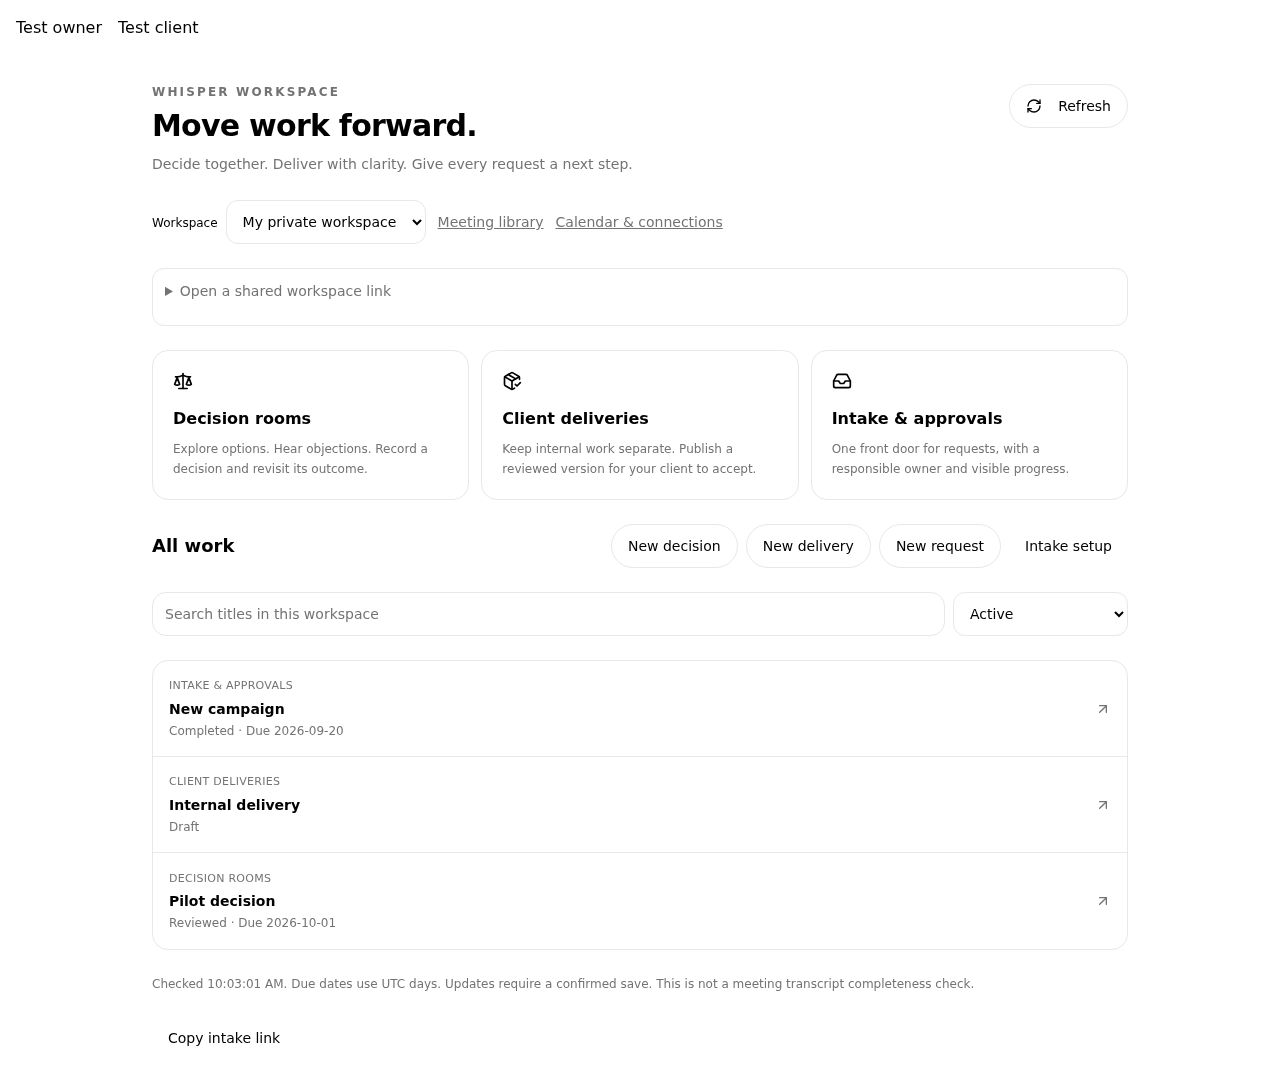 Test owner Test client
WHISPER WORKSPACE
Move work forward.
Refresh
Decide together. Deliver with clarity. Give every request a next step.
Workspace My private workspace Meeting library Calendar & connections
Open a shared workspace link
Decision rooms
Explore options. Hear objections. Record a
decision and revisit its outcome.
Client deliveries
Keep internal work separate. Publish a
reviewed version for your client to accept.
Intake & approvals
One front door for requests, with a
responsible owner and visible progress.
All work
New decision New delivery New request Intake setup
Search titles in this workspace
Active
INTAKE & APPROVALS
New campaign
Completed · Due 2026-09-20
CLIENT DELIVERIES
Internal delivery
Draft
DECISION ROOMS
Pilot decision
Reviewed · Due 2026-10-01
Checked 10:03:01 AM. Due dates use UTC days. Updates require a confirmed save. This is not a meeting transcript completeness check.
Copy intake link